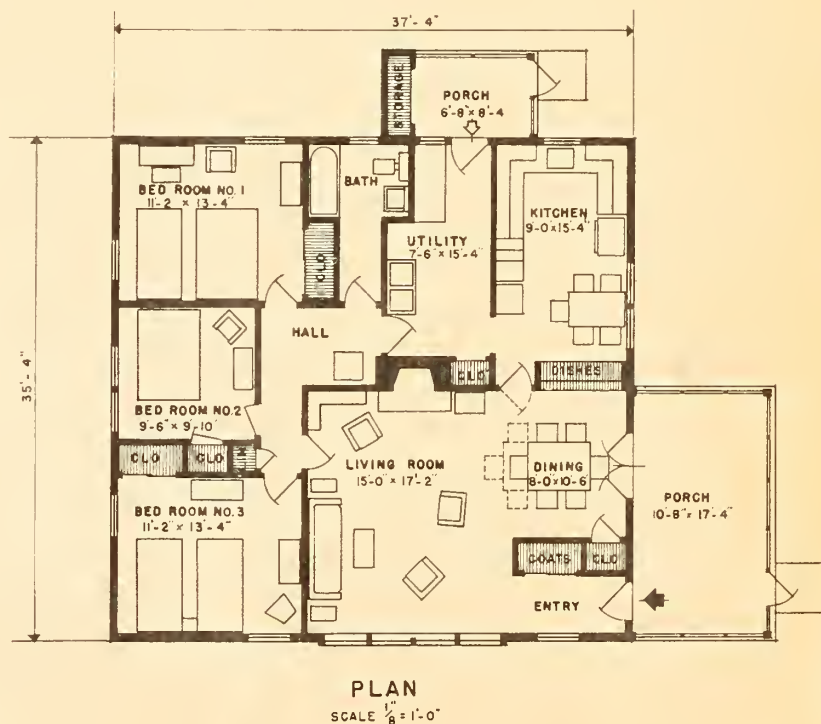 37'-4"
STORAGE
PORCH
6'-8" x 8'-4
BATH
BED ROOM NO.1
11'-2" x 13'-4"
KITCHEN
9'-0 x 15'-4"
UTILITY
7'-6" x 15'-4"
CLO
HALL
35'-4"
CLO
DISHES
BED ROOM NO.2
9'-6" x 9'-10"
CLO
CLO
LIVING ROOM
15'-0" x 17'-2"
DINING
8-0 x 10-6
PORCH
10'-8" x 17'-4"
BED ROOM NO.3
11'-2" x 13'-4"
COATS
CLO
ENTRY
PLAN
SCALE 1/8" = 1'-0"